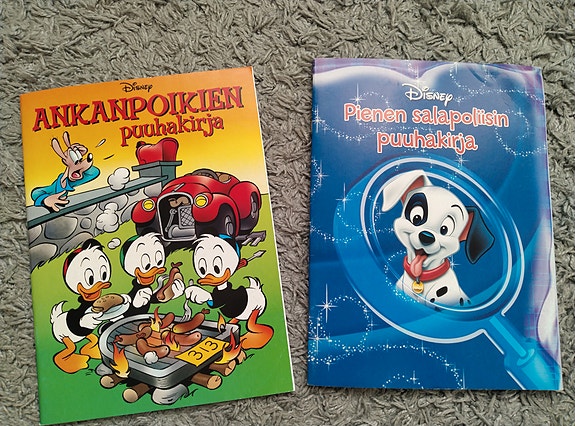 Disney
ANKANPOIKIEN
puuhakirja
313
Disney
Pienen salapoliisin
puuhakirja